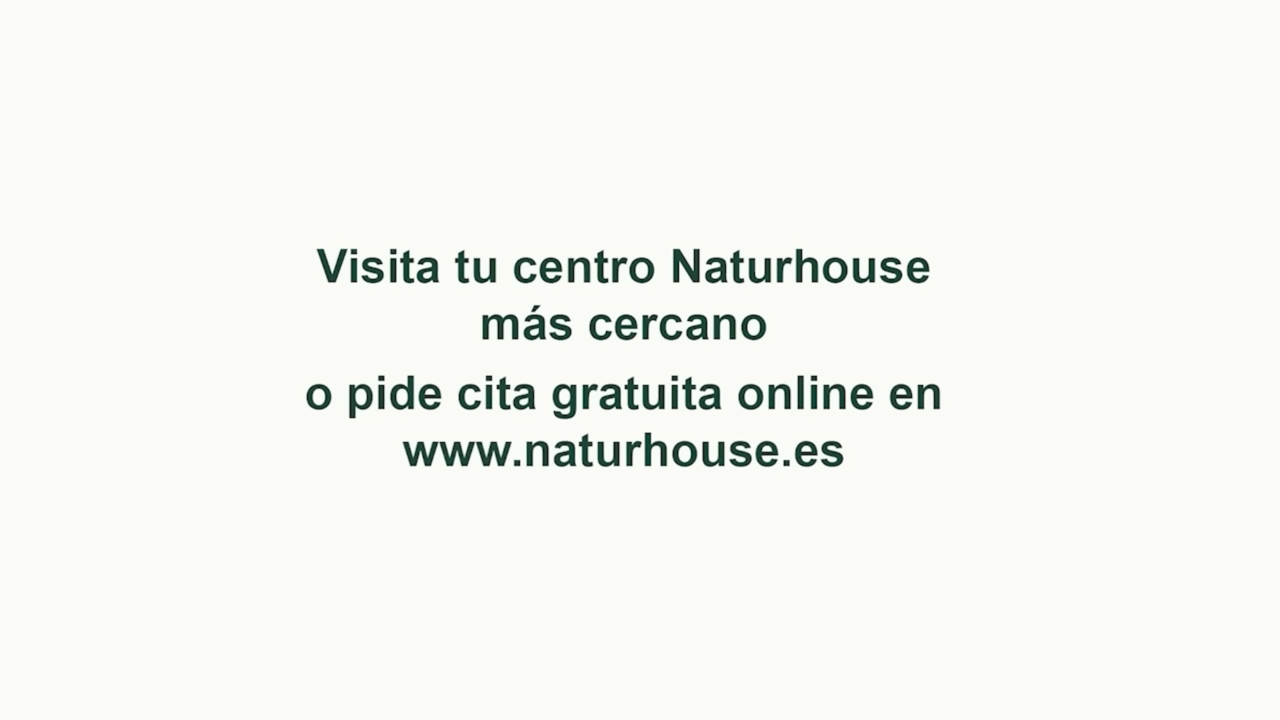 Visita tu centro Naturhouse
más cercano
o pide cita gratuita online en
www.naturhouse.es